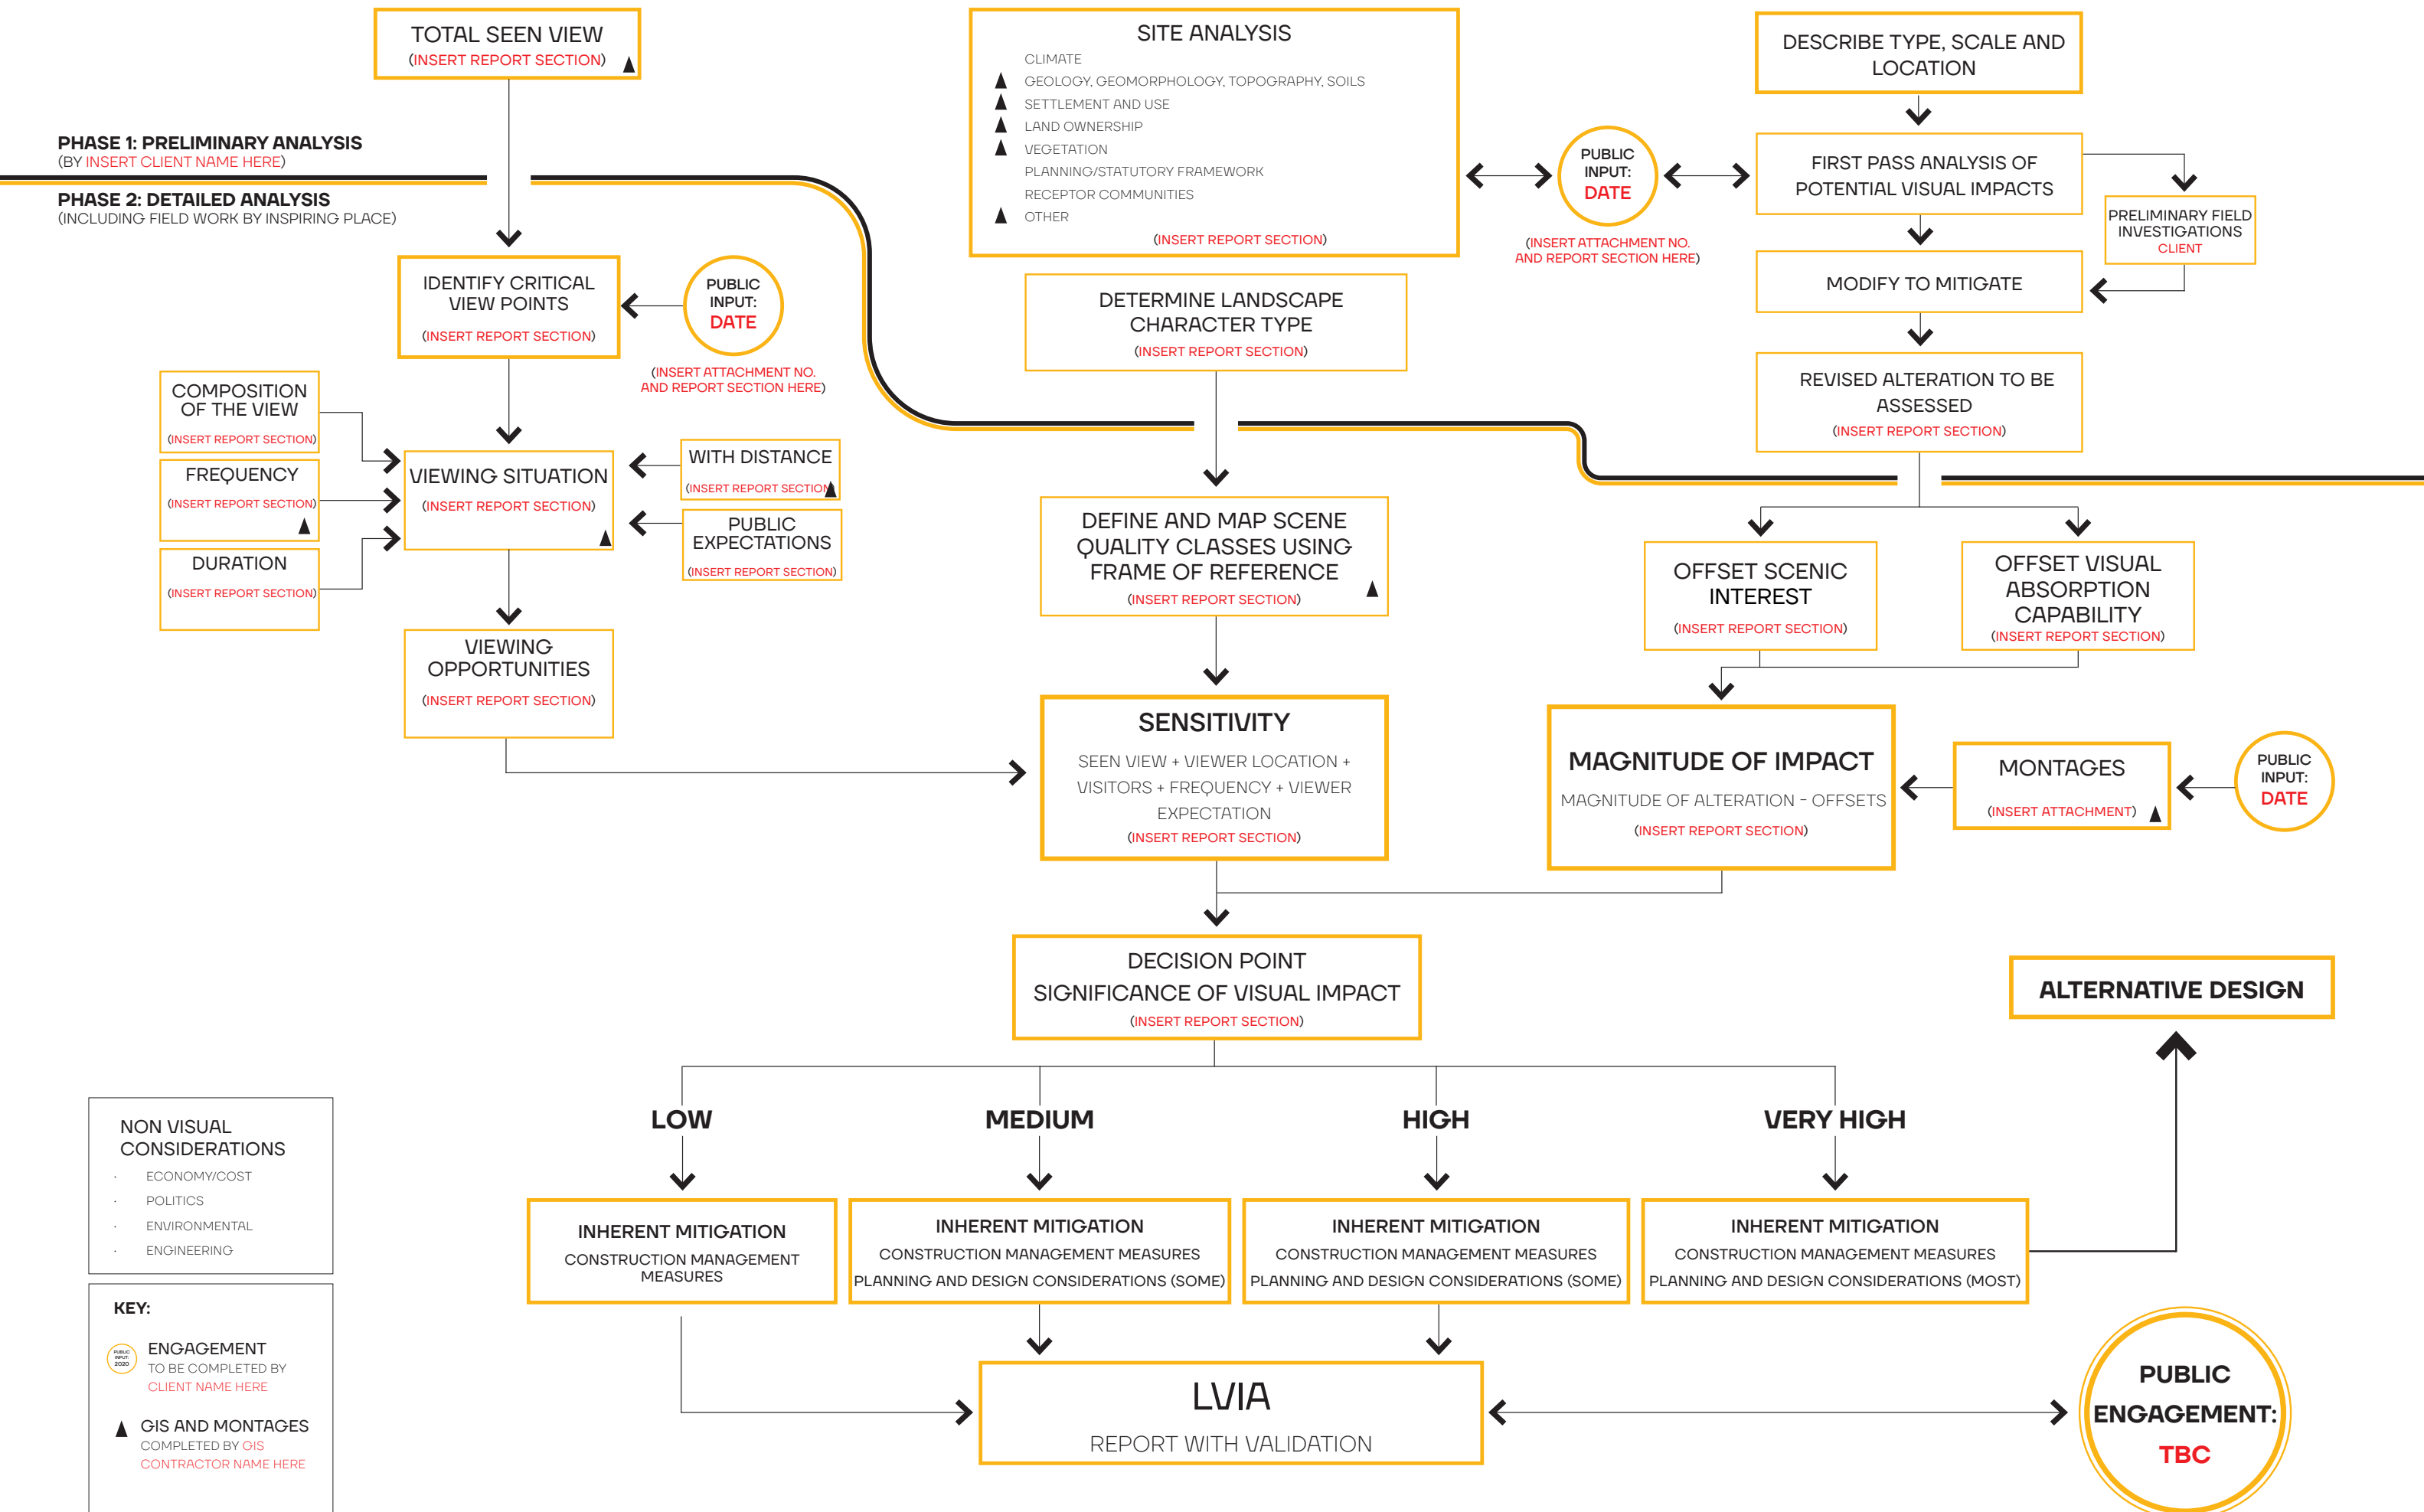 TOTAL SEEN VIEW
(INSERT REPORT SECTION)
SITE ANALYSIS
CLIMATE
GEOLOGY, GEOMORPHOLOGY, TOPOGRAPHY, SOILS
SETTLEMENT AND USE
LAND OWNERSHIP
VEGETATION
PLANNING/STATUTORY FRAMEWORK
RECEPTOR COMMUNITIES
OTHER
(INSERT REPORT SECTION)
DESCRIBE TYPE, SCALE AND
LOCATION
PHASE 1: PRELIMINARY ANALYSIS
(BY INSERT CLIENT NAME HERE)
PHASE 2: DETAILED ANALYSIS
(INCLUDING FIELD WORK BY INSPIRING PLACE)
PUBLIC
INPUT:
DATE
(INSERT ATTACHMENT NO.
AND REPORT SECTION HERE)
FIRST PASS ANALYSIS OF
POTENTIAL VISUAL IMPACTS
PRELIMINARY FIELD
INVESTIGATIONS
CLIENT
MODIFY TO MITIGATE
REVISED ALTERATION TO BE
ASSESSED
(INSERT REPORT SECTION)
IDENTIFY CRITICAL
VIEW POINTS
(INSERT REPORT SECTION)
PUBLIC
INPUT:
DATE
(INSERT ATTACHMENT NO.
AND REPORT SECTION HERE)
DETERMINE LANDSCAPE
CHARACTER TYPE
(INSERT REPORT SECTION)
COMPOSITION
OF THE VIEW
(INSERT REPORT SECTION)
FREQUENCY
(INSERT REPORT SECTION)
DURATION
(INSERT REPORT SECTION)
VIEWING SITUATION
(INSERT REPORT SECTION)
WITH DISTANCE
(INSERT REPORT SECTION)
PUBLIC
EXPECTATIONS
(INSERT REPORT SECTION)
VIEWING
OPPORTUNITIES
(INSERT REPORT SECTION)
DEFINE AND MAP SCENE
QUALITY CLASSES USING
FRAME OF REFERENCE
(INSERT REPORT SECTION)
OFFSET SCENIC
INTEREST
(INSERT REPORT SECTION)
OFFSET VISUAL
ABSORPTION
CAPABILITY
(INSERT REPORT SECTION)
SENSITIVITY
SEEN VIEW + VIEWER LOCATION +
VISITORS + FREQUENCY + VIEWER
EXPECTATION
(INSERT REPORT SECTION)
MAGNITUDE OF IMPACT
MAGNITUDE OF ALTERATION - OFFSETS
(INSERT REPORT SECTION)
MONTAGES
(INSERT ATTACHMENT)
PUBLIC
INPUT:
DATE
DECISION POINT
SIGNIFICANCE OF VISUAL IMPACT
(INSERT REPORT SECTION)
ALTERNATIVE DESIGN
LOW
MEDIUM
HIGH
VERY HIGH
INHERENT MITIGATION
CONSTRUCTION MANAGEMENT
MEASURES
INHERENT MITIGATION
CONSTRUCTION MANAGEMENT MEASURES
PLANNING AND DESIGN CONSIDERATIONS (SOME)
INHERENT MITIGATION
CONSTRUCTION MANAGEMENT MEASURES
PLANNING AND DESIGN CONSIDERATIONS (SOME)
INHERENT MITIGATION
CONSTRUCTION MANAGEMENT MEASURES
PLANNING AND DESIGN CONSIDERATIONS (MOST)
LVIA
REPORT WITH VALIDATION
PUBLIC
ENGAGEMENT:
TBC
NON VISUAL
CONSIDERATIONS
· ECONOMY/COST
· POLITICS
· ENVIRONMENTAL
· ENGINEERING
KEY:
PUBLIC
INPUT:
2020
ENGAGEMENT
TO BE COMPLETED BY
CLIENT NAME HERE
GIS AND MONTAGES
COMPLETED BY GIS
CONTRACTOR NAME HERE